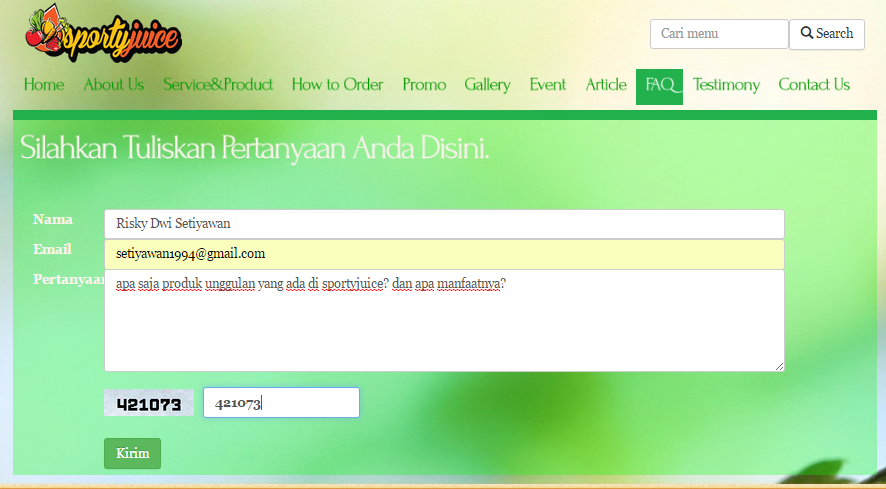 sportyjuice
Cari menu
Search
Home About Us Service&Product How to Order Promo Gallery Event Article FAQ Testimony Contact Us
Silahkan Tuliskan Pertanyaan Anda Disini.
Nama Risky Dwi Setiyawan
Email setiyawan1994@gmail.com
Pertanyaan apa saja produk unggulan yang ada di sportyjuice? dan apa manfaatnya?
421073 421073
Kirim